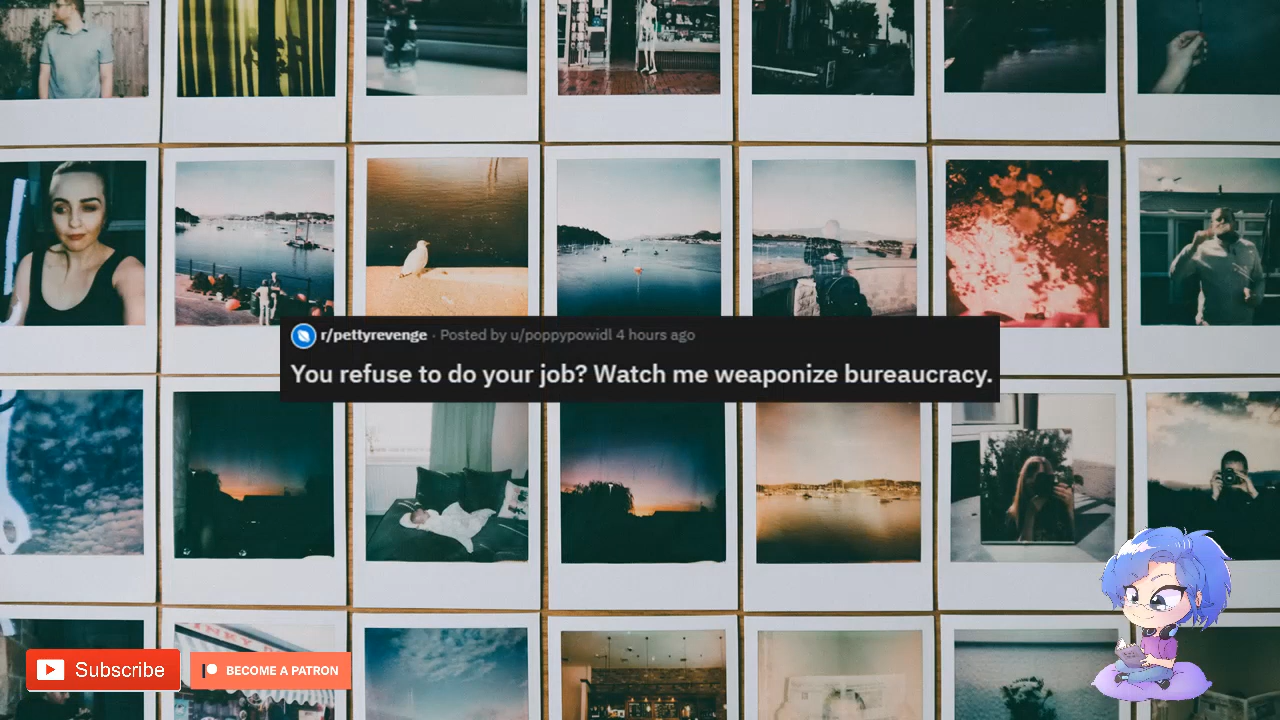 r/pettyrevenge · Posted by u/poppypowidl 4 hours ago
You refuse to do your job? Watch me weaponize bureaucracy.
Subscribe
BECOME A PATRON